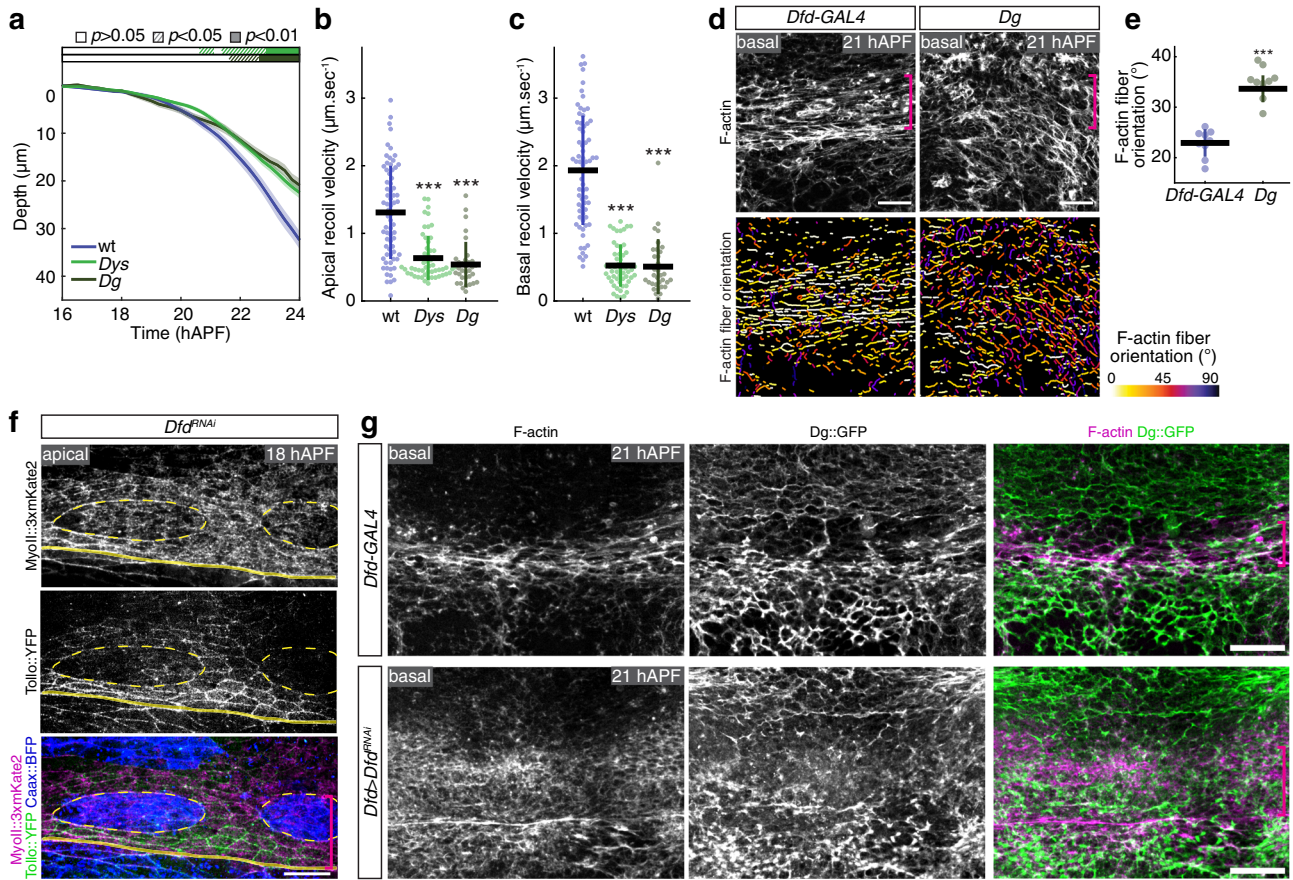 a
p>0.05 p<0.05 p<0.01
Depth (µm)
0
10
20
30
40
wt
Dys
Dg
16 18 20 22 24
Time (hAPF)
b
Apical recoil velocity (µm.sec⁻¹)
3
2
1
0
***
***
wt Dys Dg
c
Basal recoil velocity (µm.sec⁻¹)
3
2
1
0
***
***
wt Dys Dg
d
Dfd-GAL4 Dg
F-actin
basal 21 hAPF basal 21 hAPF
F-actin fiber orientation
F-actin fiber
orientation (°)
0 45 90
e
F-actin fiber
orientation (°)
40
30
20
***
Dfd-GAL4 Dg
f
Dfdᴿᴺᴬⁱ
apical 18 hAPF
MyoII::3xmKate2
Tollo::YFP
MyoII::3xmKate2
Tollo::YFP Caax::BFP
g
F-actin Dg::GFP F-actin Dg::GFP
Dfd-GAL4
basal 21 hAPF
Dfd>Dfdᴿᴺᴬⁱ
basal 21 hAPF